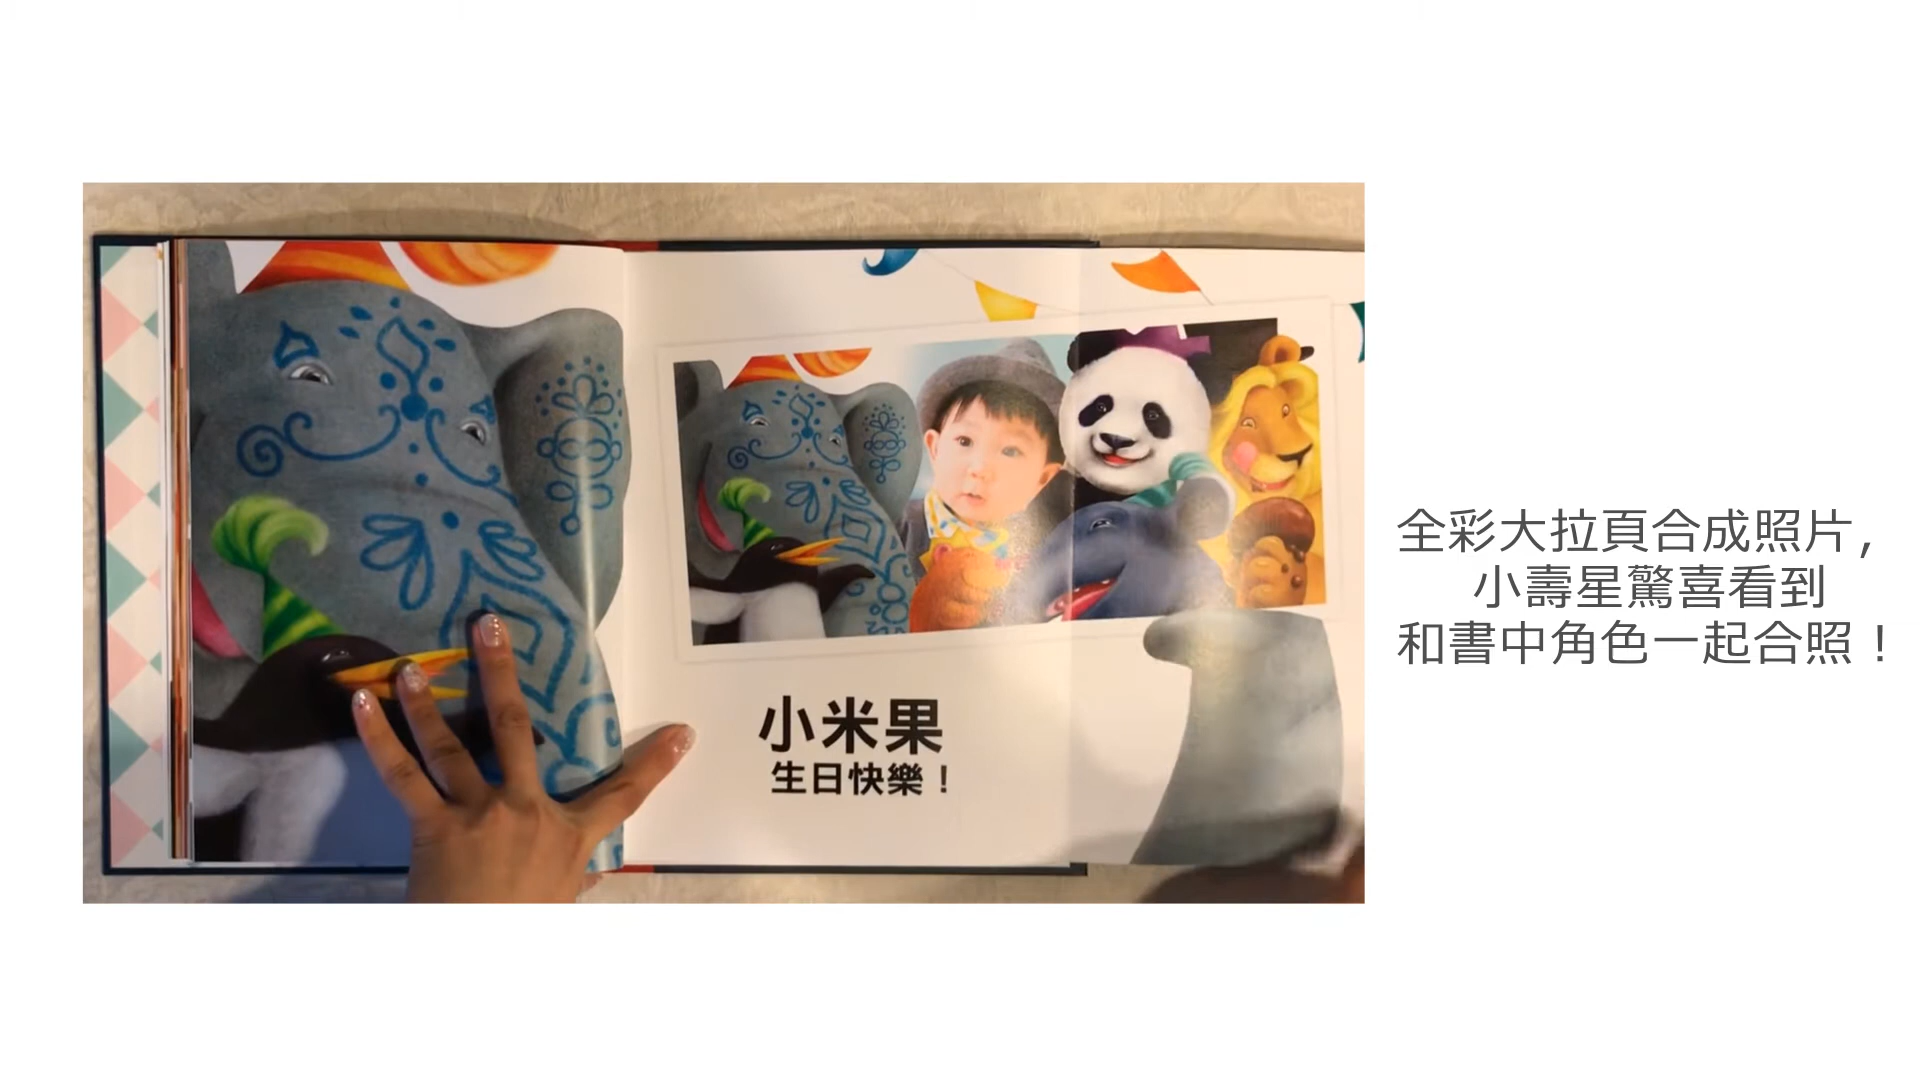 小米果
生日快樂！
全彩大拉頁合成照片，
小壽星驚喜看到
和書中角色一起合照！